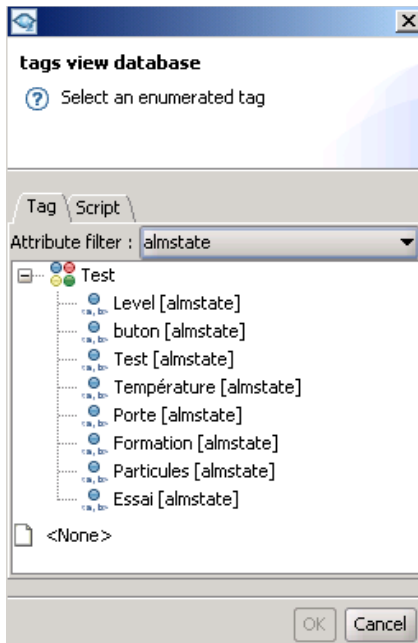 tags view database
Select an enumerated tag
Tag Script
Attribute filter : almstate
Test
Level [almstate]
buton [almstate]
Test [almstate]
Température [almstate]
Porte [almstate]
Formation [almstate]
Particules [almstate]
Essai [almstate]
<None>
OK Cancel